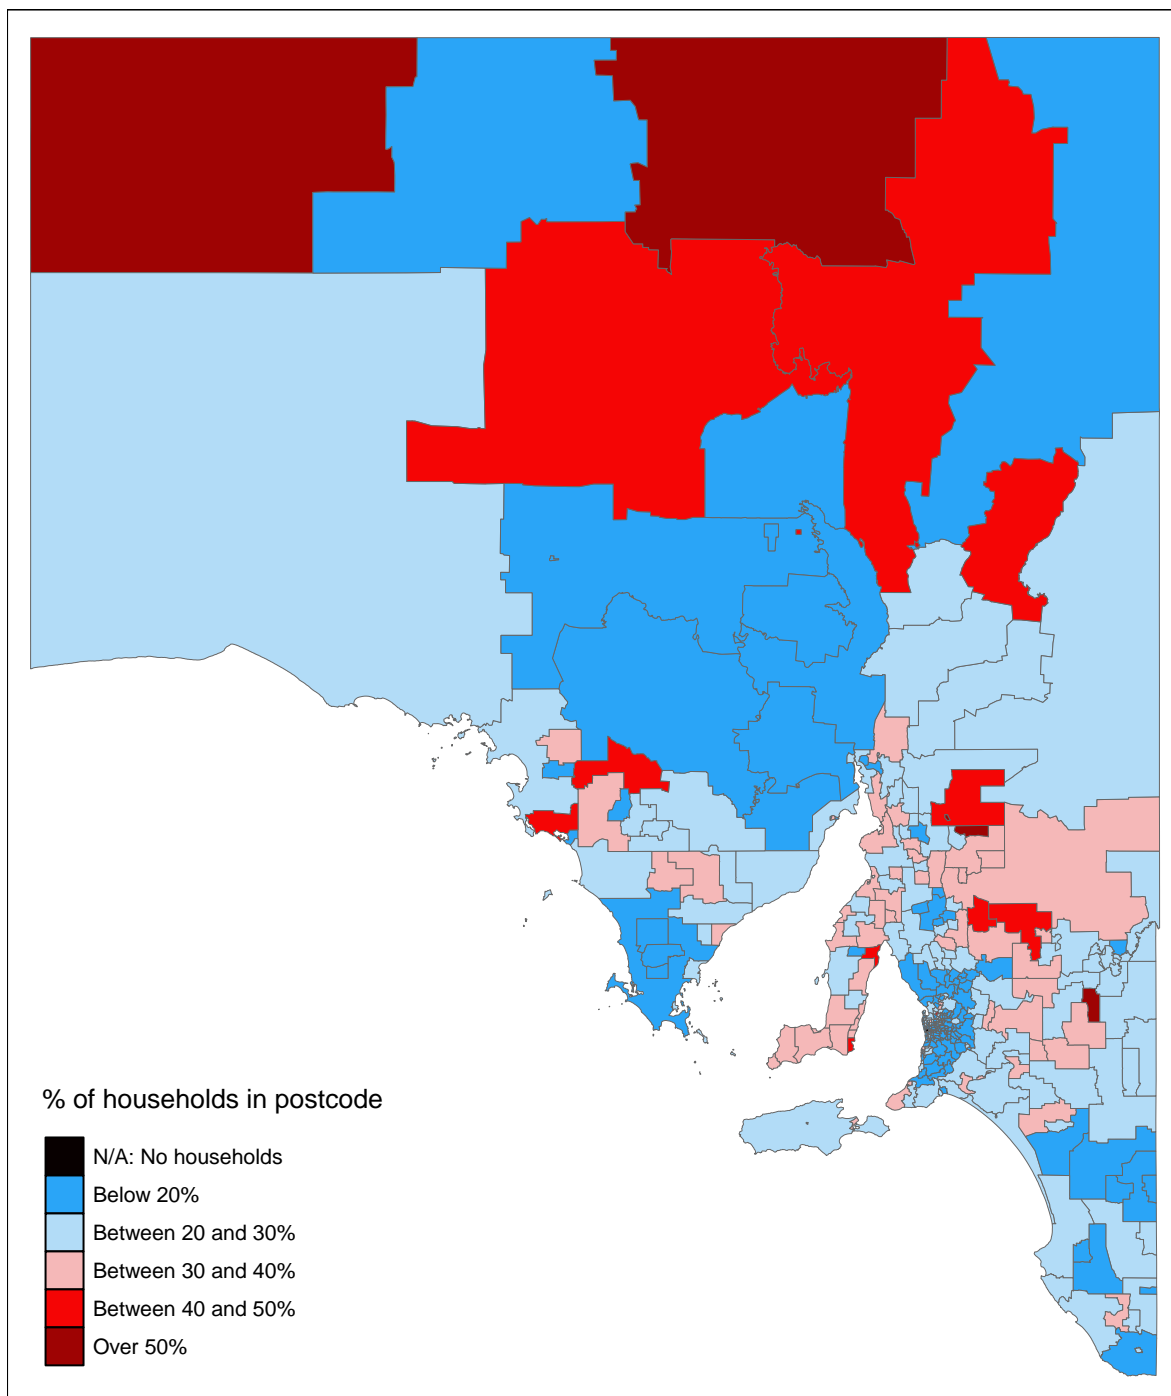 % of households in postcode
N/A: No households
Below 20%
Between 20 and 30%
Between 30 and 40%
Between 40 and 50%
Over 50%